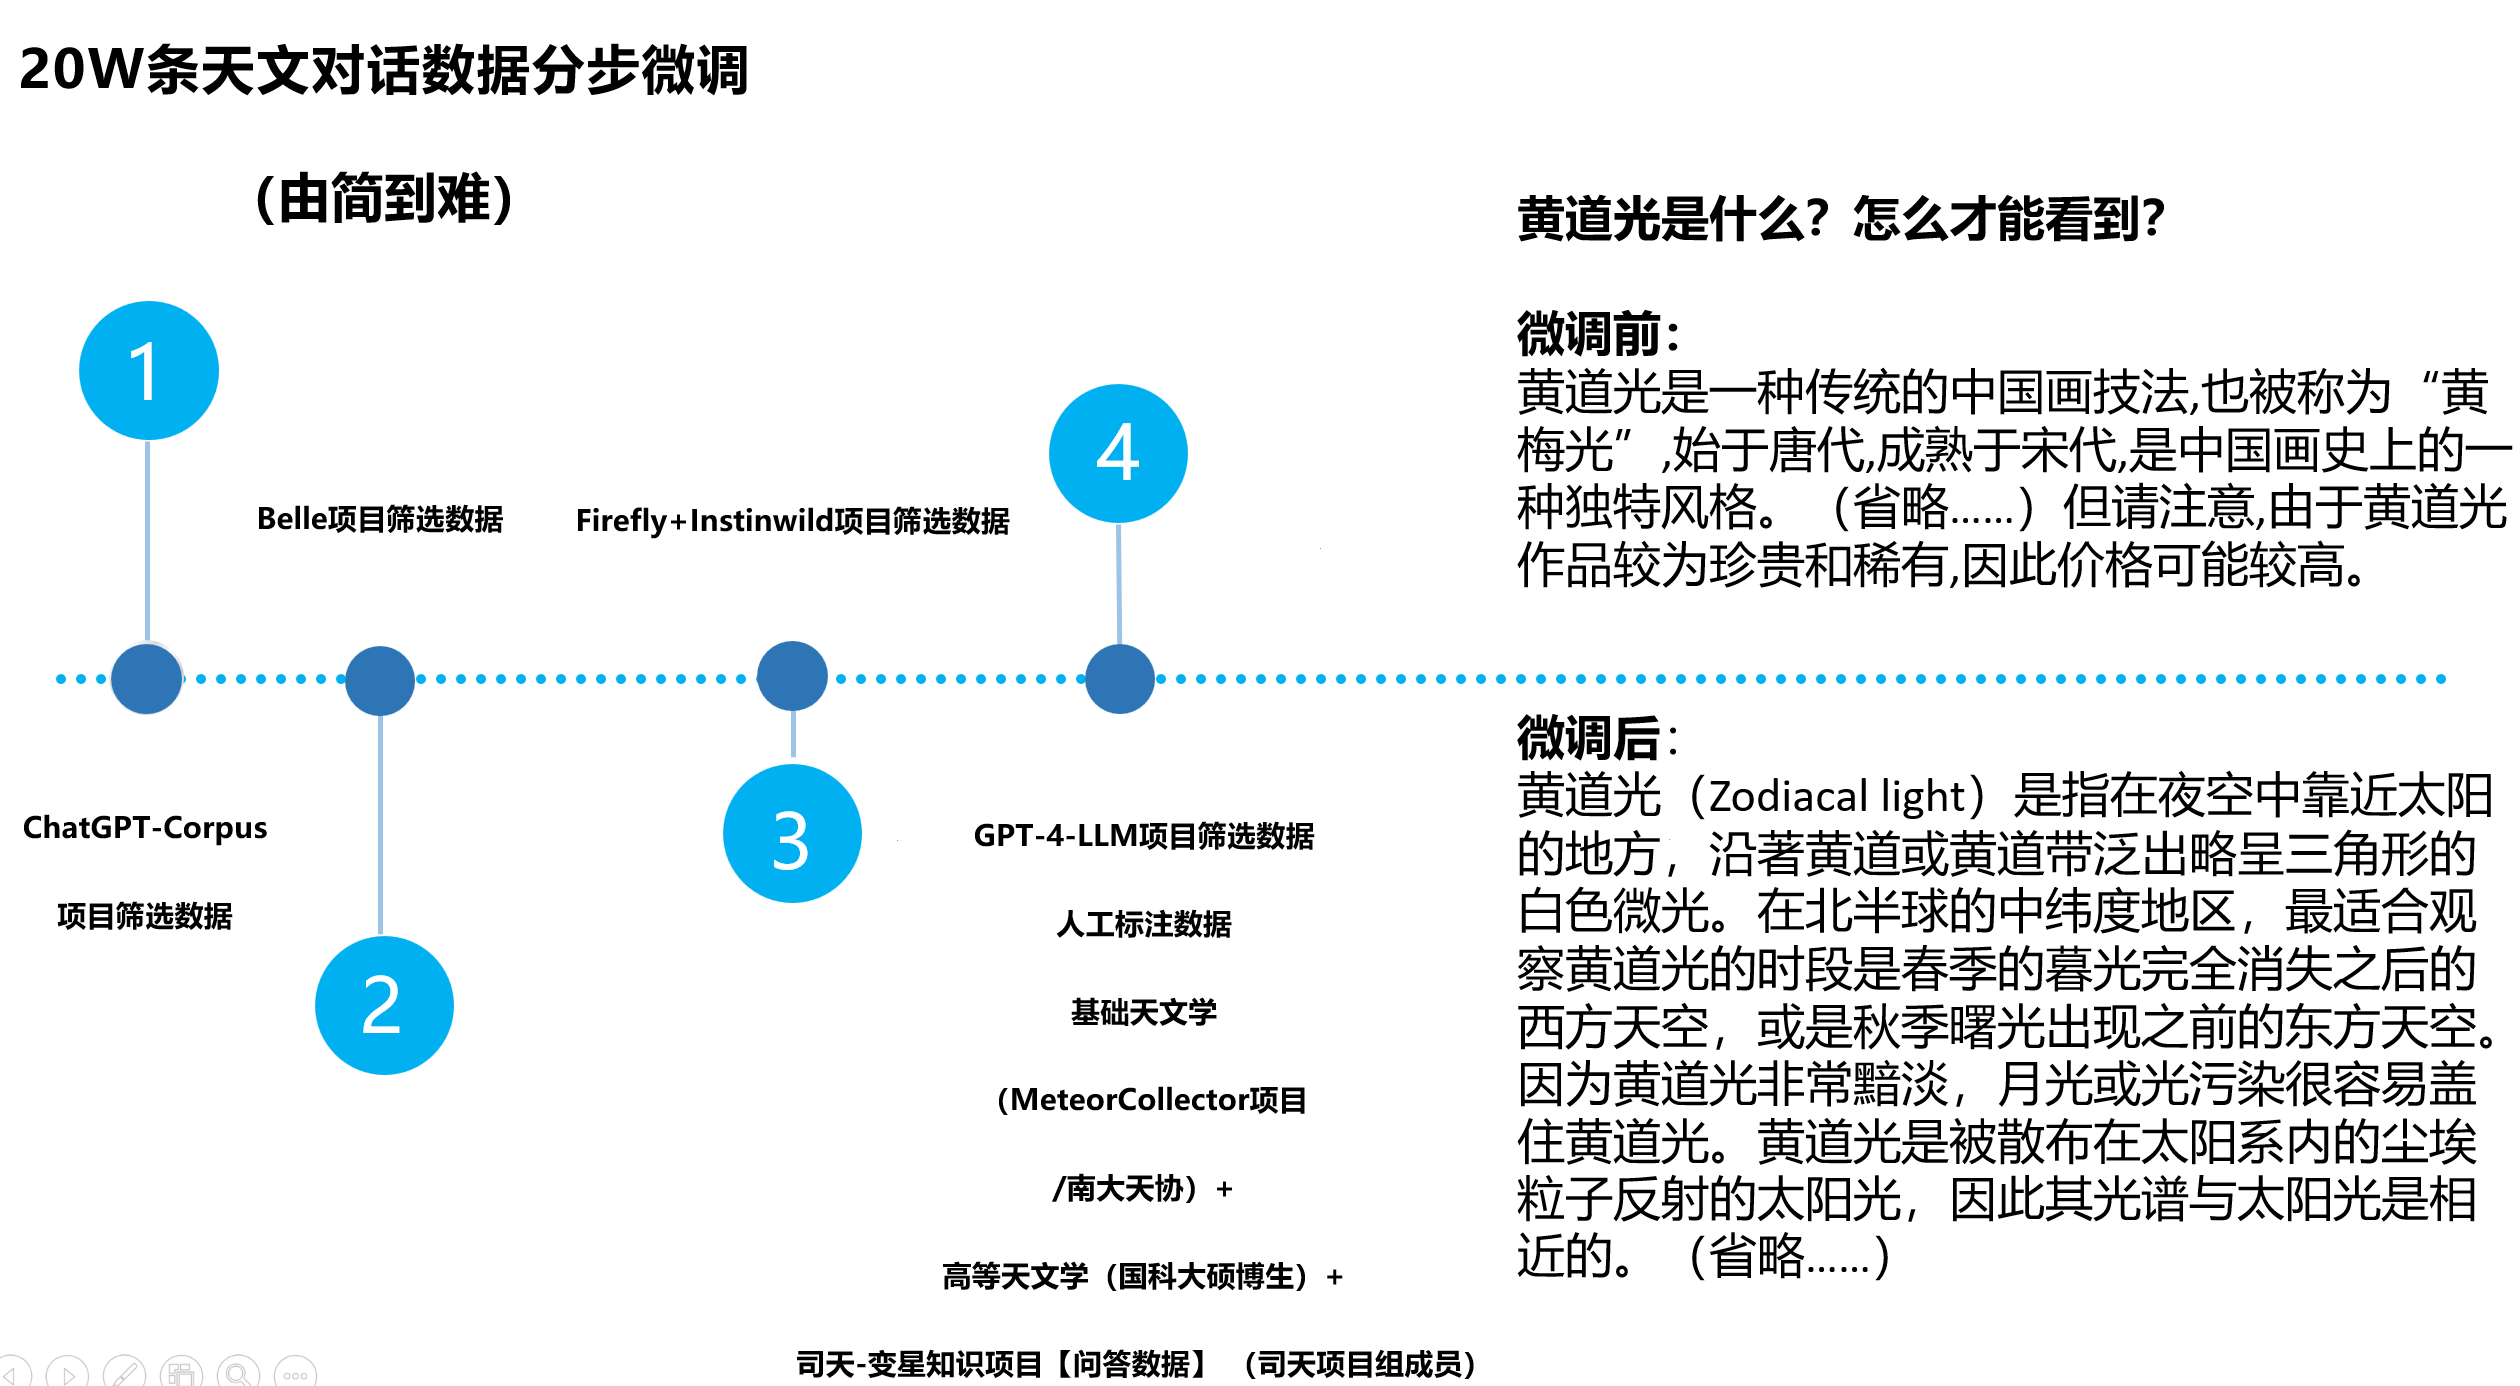 20W条天文对话数据分步微调
（由简到难）
1
ChatGPT-Corpus
项目筛选数据
Belle项目筛选数据
2
Firefly+Instinwild项目筛选数据
3
4
GPT-4-LLM项目筛选数据
人工标注数据
基础天文学
（MeteorCollector项目
/南大天协）+
高等天文学（国科大硕博生）+
司天-变星知识项目【问答数据】 （司天项目组成员）
黄道光是什么？怎么才能看到？
微调前：
黄道光是一种传统的中国画技法,也被称为“黄
梅光”,始于唐代,成熟于宋代,是中国画史上的一
种独特风格。（省略……）但请注意,由于黄道光
作品较为珍贵和稀有,因此价格可能较高。
微调后：
黄道光（Zodiacal light）是指在夜空中靠近太阳
的地方，沿著黄道或黄道带泛出略呈三角形的
白色微光。在北半球的中纬度地区，最适合观
察黄道光的时段是春季的暮光完全消失之后的
西方天空，或是秋季曙光出现之前的东方天空。
因为黄道光非常黯淡，月光或光污染很容易盖
住黄道光。黄道光是被散布在太阳系内的尘埃
粒子反射的太阳光，因此其光谱与太阳光是相
近的。（省略……）